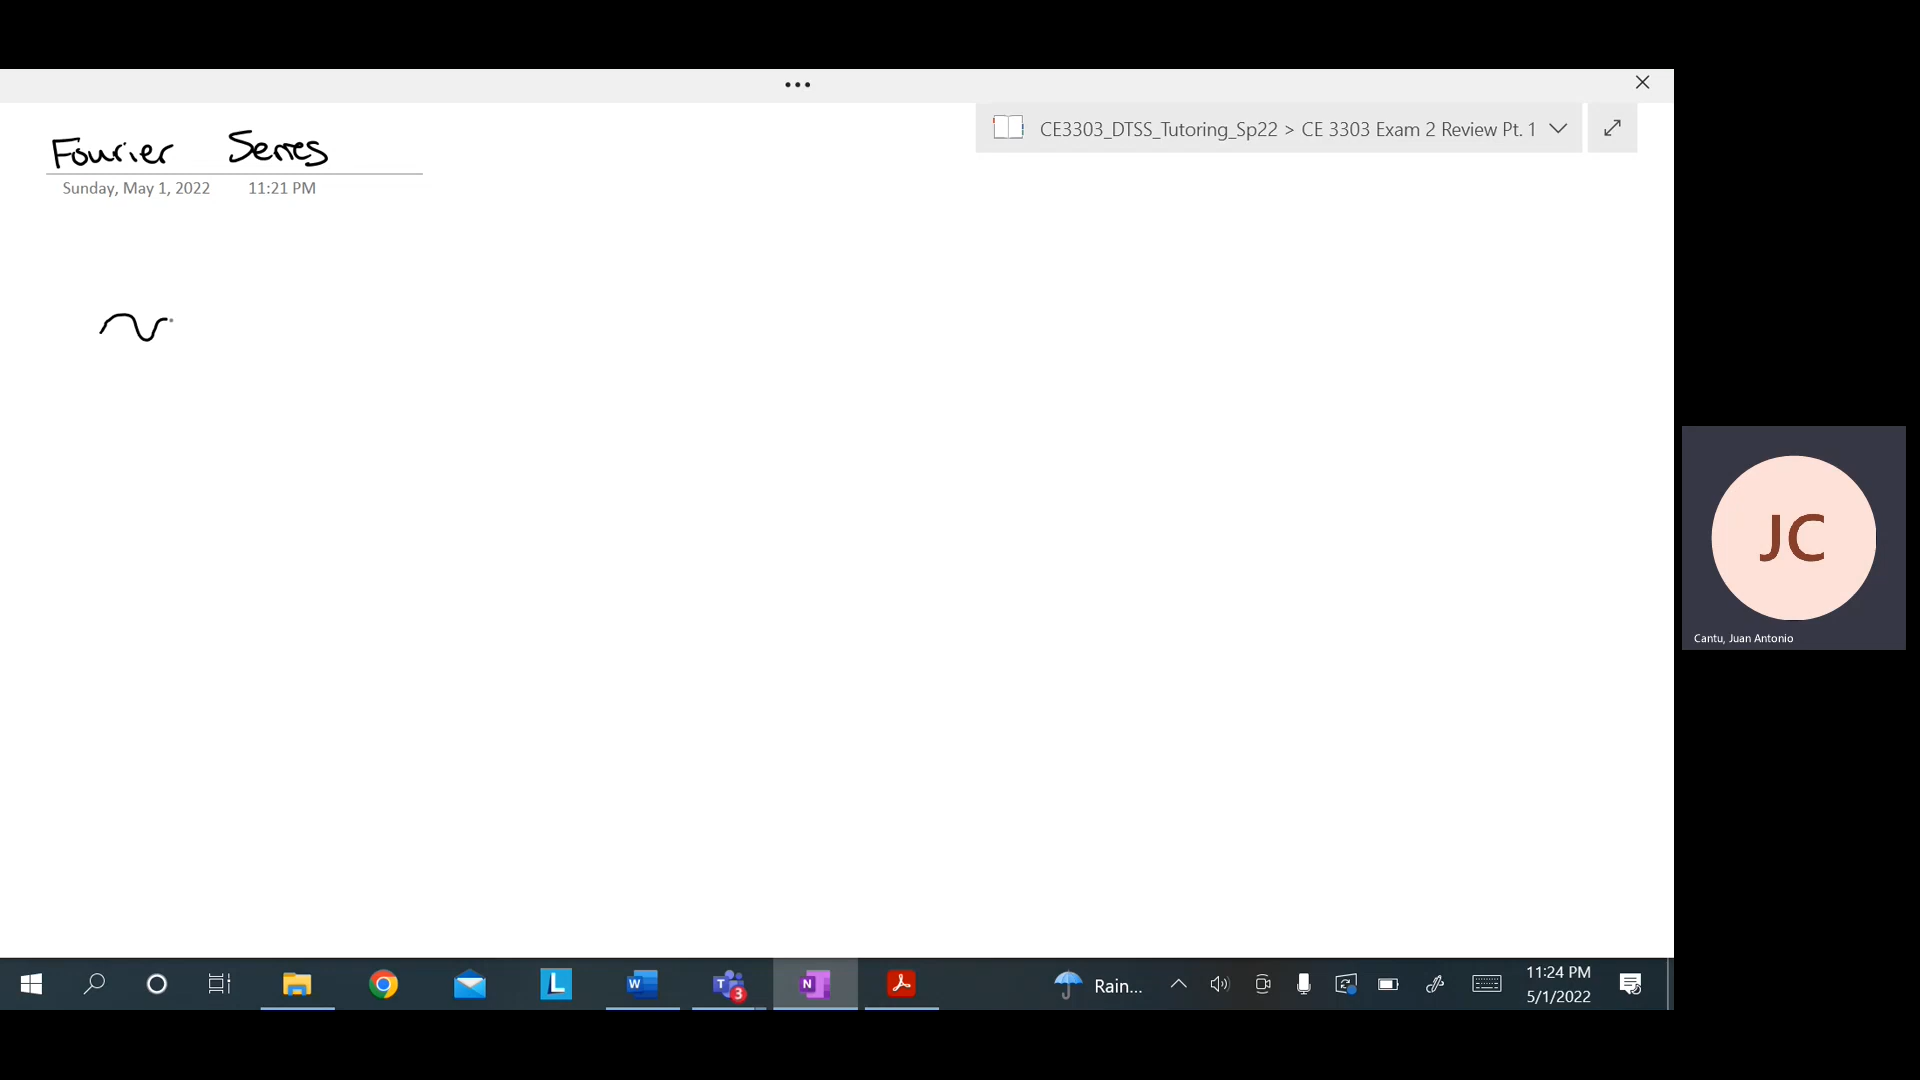 CE3303_DTSS_Tutoring_Sp22 > CE 3303 Exam 2 Review Pt. 1
Fourier Series
Sunday, May 1, 2022 11:21 PM
JC
Cantu, Juan Antonio
L
W
T
3
N
Rain...
11:24 PM
5/1/2022